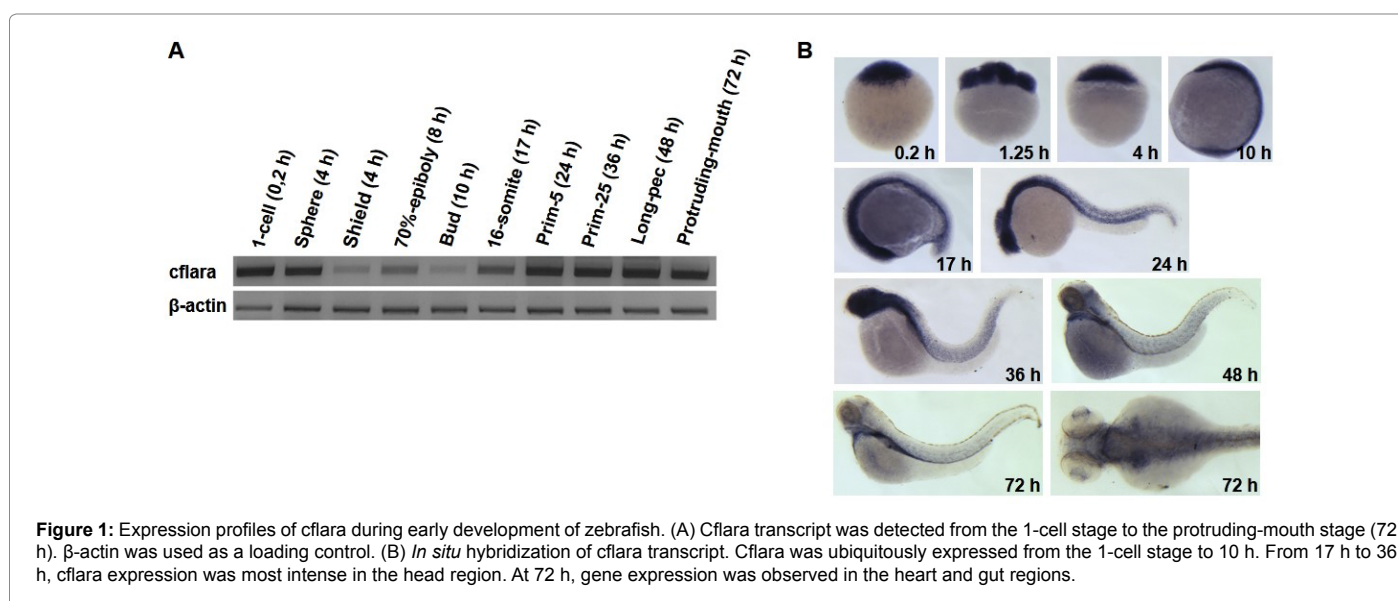 A
B
1-cell (0,2 h)
Sphere (4 h)
Shield (4 h)
70%-epiboly (8 h)
Bud (10 h)
16-somite (17 h)
Prim-5 (24 h)
Prim-25 (36 h)
Long-pec (48 h)
Protruding-mouth (72 h)
cflara
β-actin
0.2 h
1.25 h
4 h
10 h
17 h
24 h
36 h
48 h
72 h
72 h
Figure 1: Expression profiles of cflara during early development of zebrafish. (A) Cflara transcript was detected from the 1-cell stage to the protruding-mouth stage (72
h). β-actin was used as a loading control. (B) In situ hybridization of cflara transcript. Cflara was ubiquitously expressed from the 1-cell stage to 10 h. From 17 h to 36
h, cflara expression was most intense in the head region. At 72 h, gene expression was observed in the heart and gut regions.